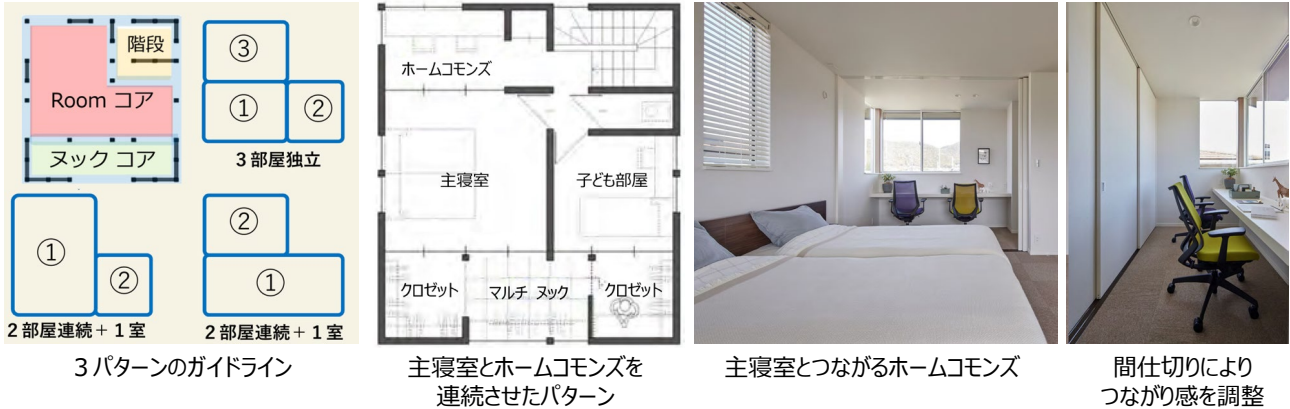 階段
Room コア
ヌック コア
③
①
②
3部屋独立
①
②
2部屋連続+1室
②
①
2部屋連続+1室
3パターンのガイドライン
ホームコモンズ
主寝室
子ども部屋
クロゼット
マルチ ヌック
クロゼット
主寝室とホームコモンズを
連続させたパターン
主寝室とつながるホームコモンズ
間仕切りにより
つながり感を調整